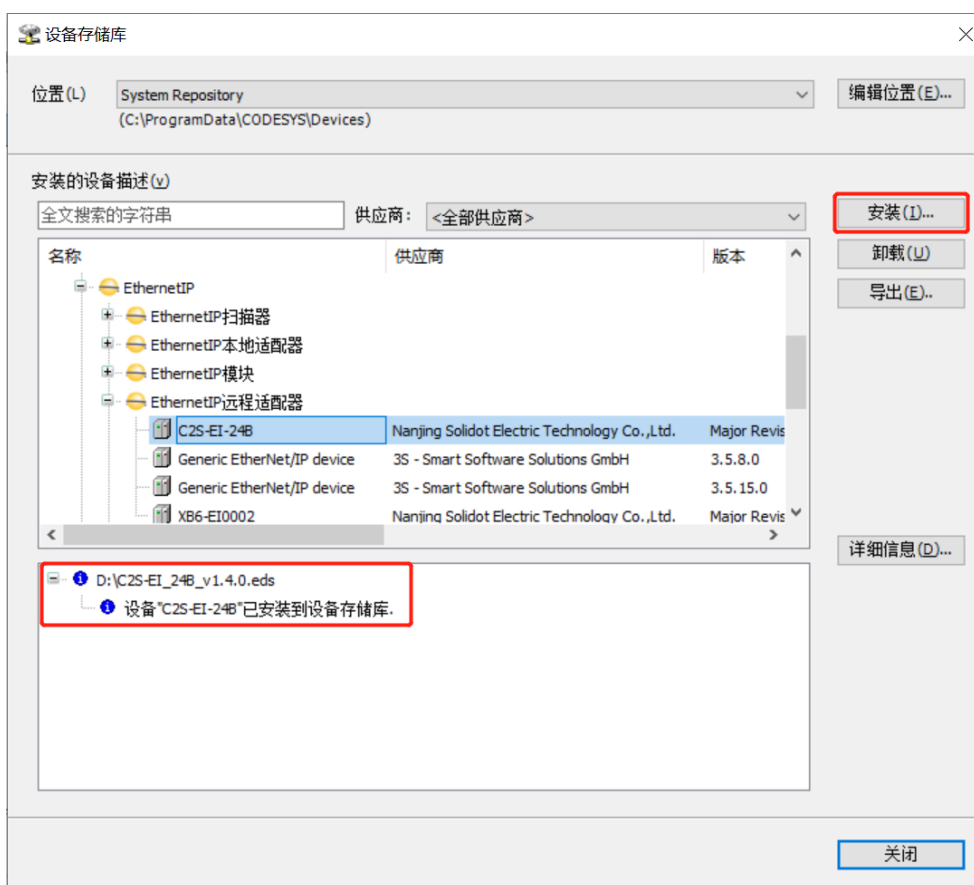 设备存储库
位置(L) System Repository 编辑位置(E)...
(C:\ProgramData\CODESYS\Devices)
安装的设备描述(v)
全文搜索的字符串 供应商: <全部供应商> 安装(I)...
名称 供应商 版本 卸载(U)
EthernetIP 导出(E)..
EthernetIP扫描器
EthernetIP本地适配器
EthernetIP模块
EthernetIP远程适配器
C2S-EI-24B Nanjing Solidot Electric Technology Co.,Ltd. Major Revis
Generic EtherNet/IP device 3S - Smart Software Solutions GmbH 3.5.8.0
Generic EtherNet/IP device 3S - Smart Software Solutions GmbH 3.5.15.0
XB6-EI0002 Nanjing Solidot Electric Technology Co.,Ltd. Major Revis
详细信息(D)...
D:\C2S-EI_24B_v1.4.0.eds
设备"C2S-EI-24B"已安装到设备存储库.
关闭